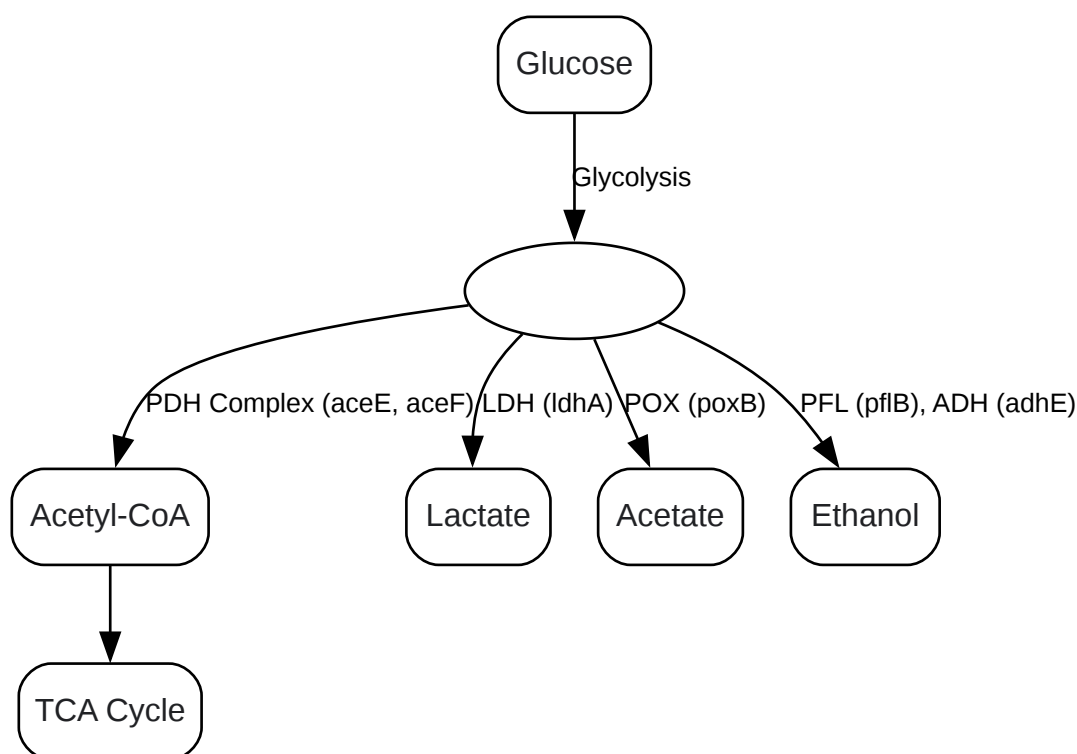 Glucose
Glycolysis
PDH Complex (aceE, aceF)
LDH (ldhA)
POX (poxB)
PFL (pflB), ADH (adhE)
Acetyl-CoA
Lactate
Acetate
Ethanol
TCA Cycle